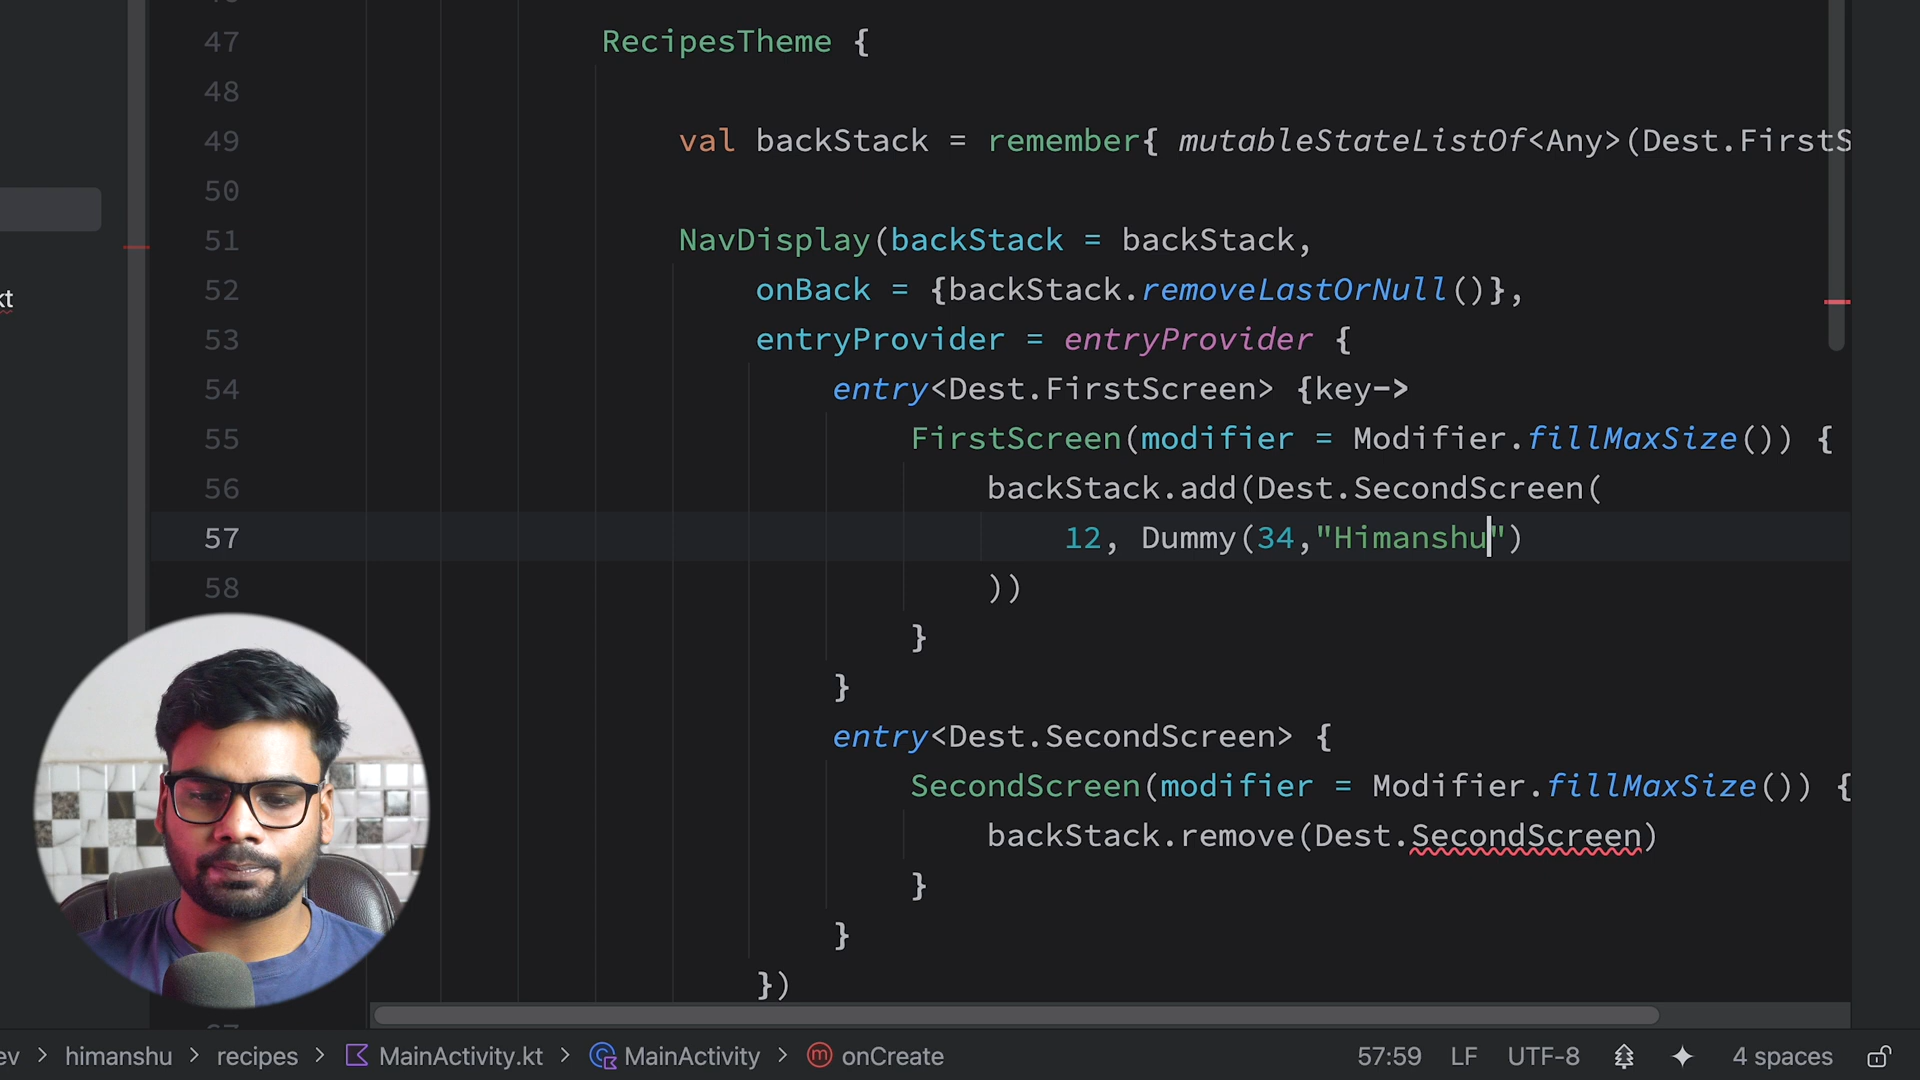 47 RecipesTheme {
48
49 val backStack = remember{ mutableStateListOf<Any>(Dest.FirstS
50
51 NavDisplay(backStack = backStack,
52 onBack = {backStack.removeLastOrNull()},
53 entryProvider = entryProvider {
54 entry<Dest.FirstScreen> {key->
55 FirstScreen(modifier = Modifier.fillMaxSize()) {
56 backStack.add(Dest.SecondScreen(
57 12, Dummy(34,"Himanshu")
58 ))
}
}
entry<Dest.SecondScreen> {
SecondScreen(modifier = Modifier.fillMaxSize()) {
backStack.remove(Dest.SecondScreen)
}
}
})
kt
ev > himanshu > recipes > MainActivity.kt > MainActivity > m onCreate 57:59 LF UTF-8 4 spaces